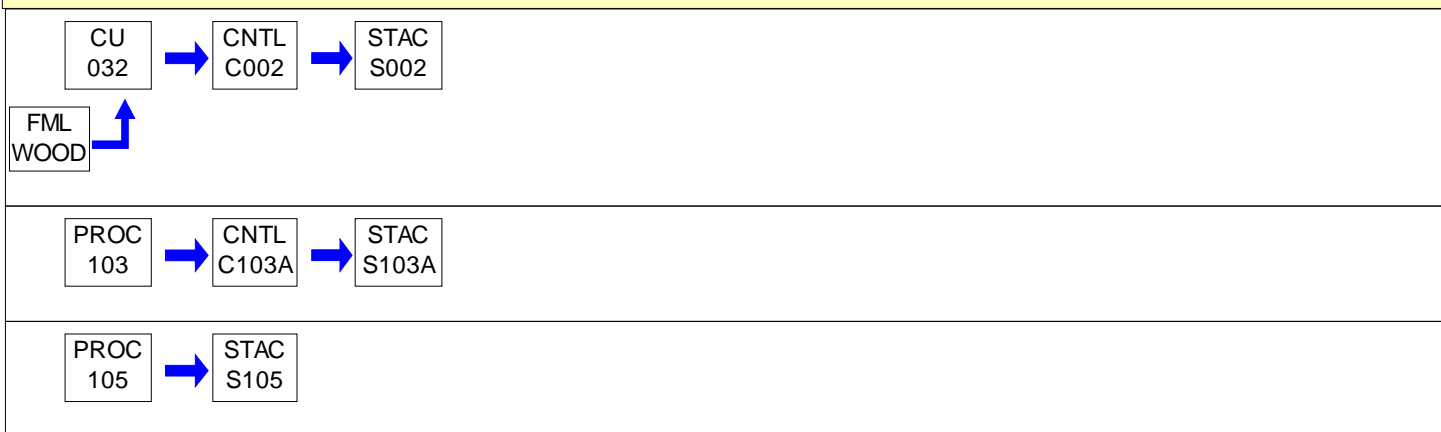 CU
032
CNTL
C002
STAC
S002
FML
WOOD
PROC
103
CNTL
C103A
STAC
S103A
PROC
105
STAC
S105